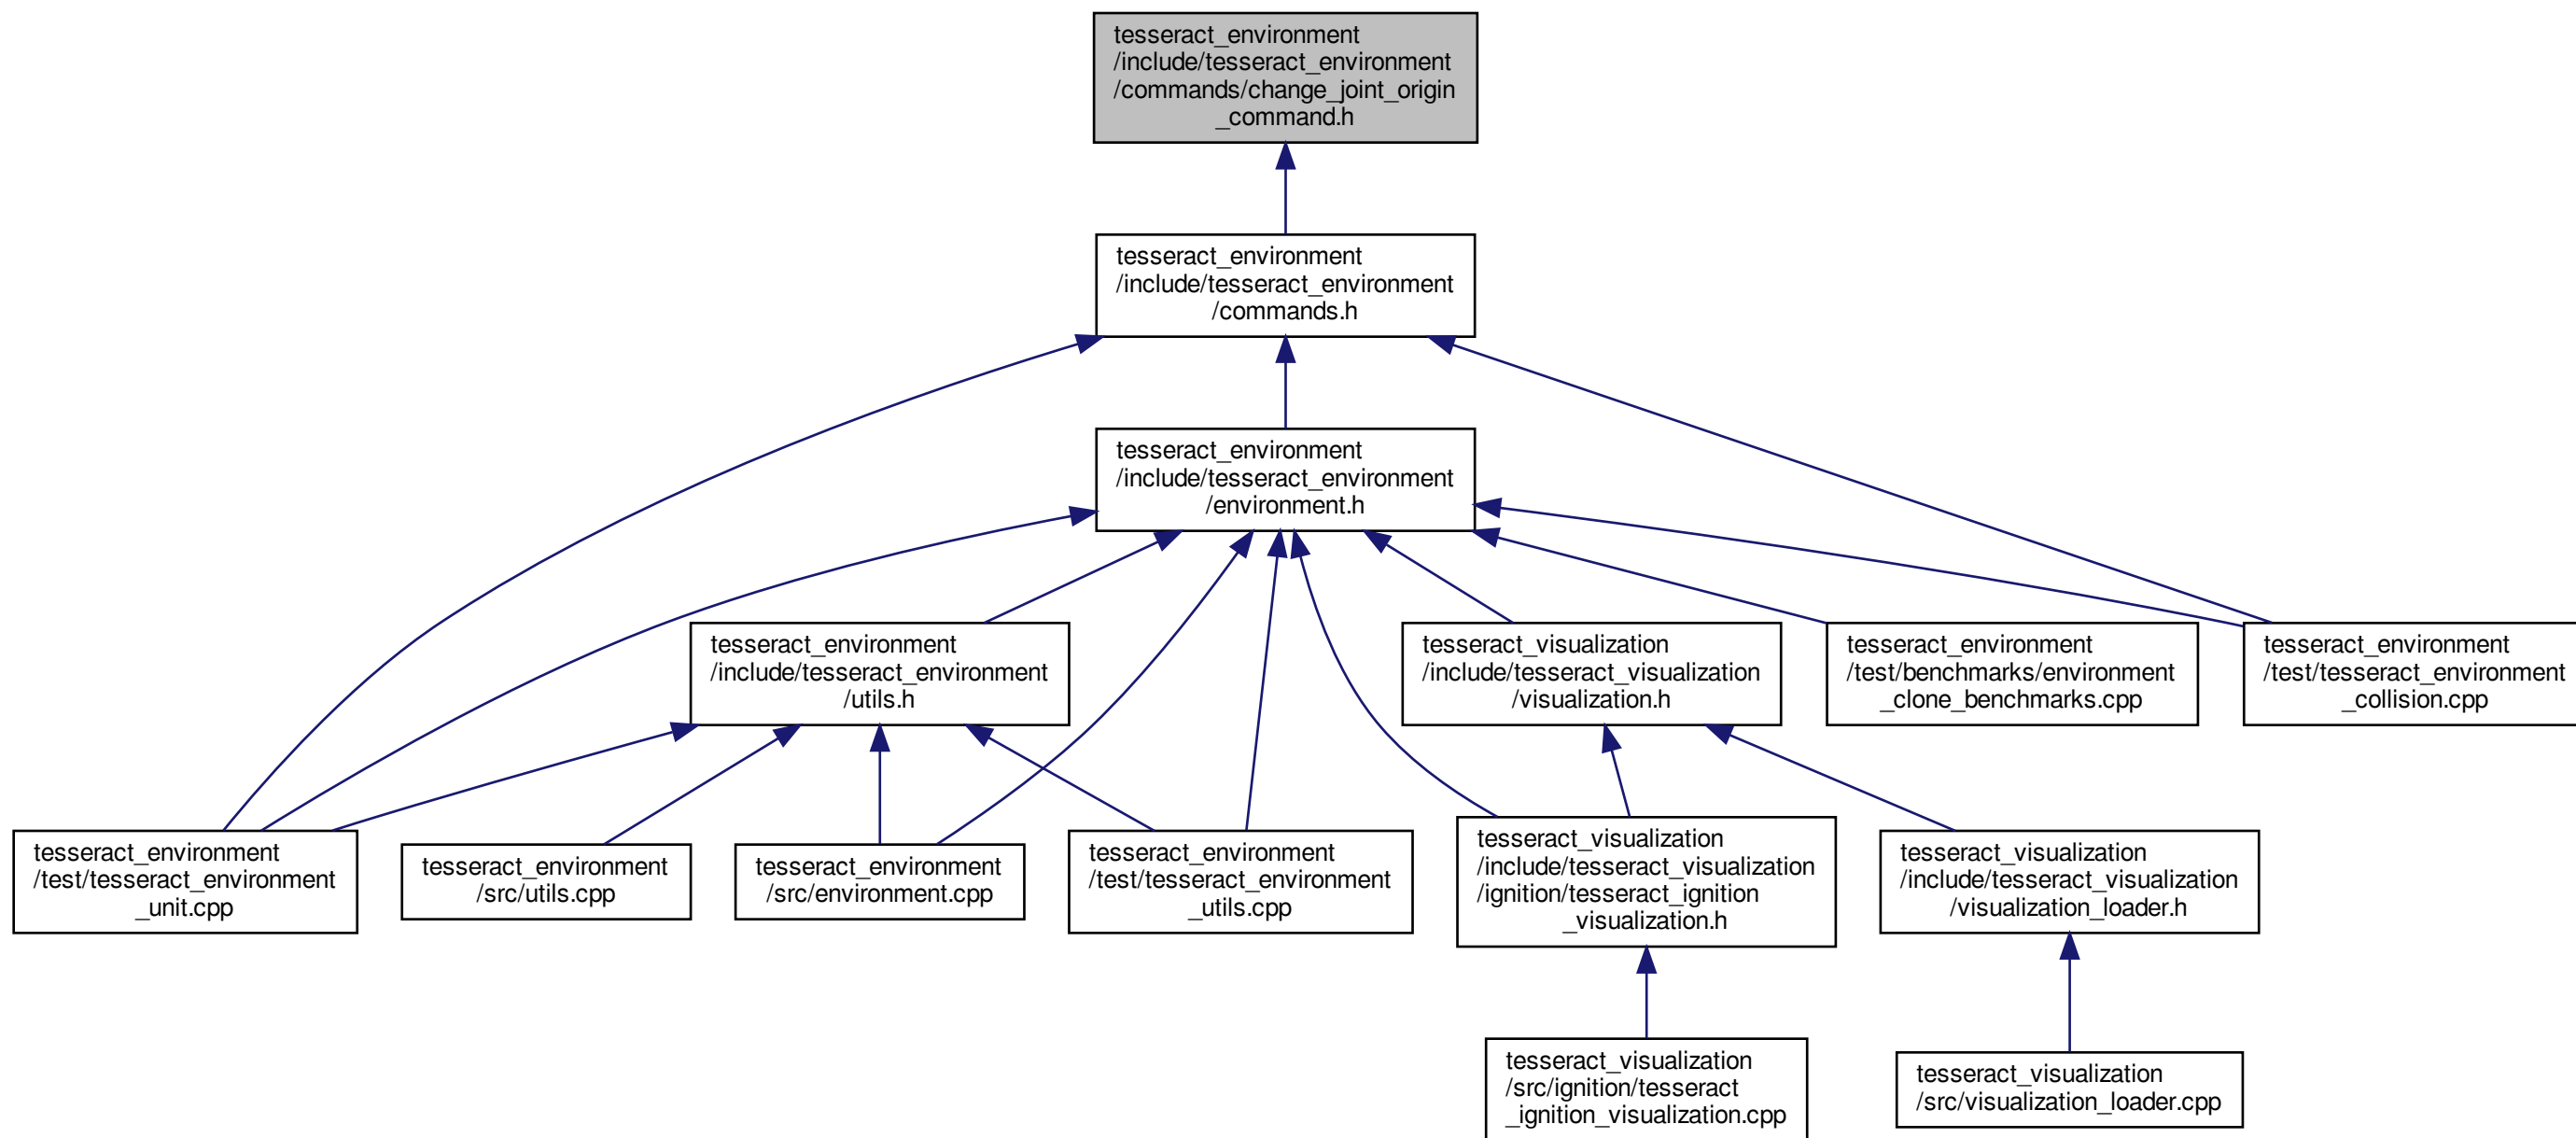 tesseract_environment
/include/tesseract_environment
/commands/change_joint_origin
_command.h
tesseract_environment
/include/tesseract_environment
/commands.h
tesseract_environment
/include/tesseract_environment
/environment.h
tesseract_environment
/include/tesseract_environment
/utils.h
tesseract_visualization
/include/tesseract_visualization
/visualization.h
tesseract_environment
/test/benchmarks/environment
_clone_benchmarks.cpp
tesseract_environment
/test/tesseract_environment
_collision.cpp
tesseract_environment
/test/tesseract_environment
_unit.cpp
tesseract_environment
/src/utils.cpp
tesseract_environment
/src/environment.cpp
tesseract_environment
/test/tesseract_environment
_utils.cpp
tesseract_visualization
/include/tesseract_visualization
/ignition/tesseract_ignition
_visualization.h
tesseract_visualization
/include/tesseract_visualization
/visualization_loader.h
tesseract_visualization
/src/ignition/tesseract
_ignition_visualization.cpp
tesseract_visualization
/src/visualization_loader.cpp